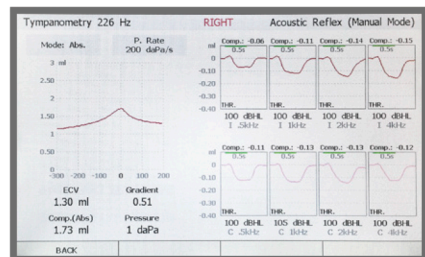 Tympanometry 226 Hz RIGHT Acoustic Reflex (Manual Mode)
Mode: Abs. P. Rate
200 daPa/s
3 ml
2.50
2
1.50
1
0.50
0
-300 -200 -100 0 100 200
ECV Gradient
1.30 ml 0.51
Comp.(Abs) Pressure
1.73 ml 1 daPa
ml Comp.: -0.06 Comp.: -0.11 Comp.: -0.14 Comp.: -0.15
0.5s 0.5s 0.5s 0.5s
0
-0.10
-0.20
-0.30
-0.40
THR. THR. THR. THR.
100 dBHL 100 dBHL 100 dBHL 100 dBHL
I .5kHz I 1kHz I 2kHz I 4kHz
ml Comp.: -0.11 Comp.: -0.13 Comp.: -0.13 Comp.: -0.12
0.5s 0.5s 0.5s 0.5s
0
-0.10
-0.20
-0.30
-0.40
THR. THR. THR. THR.
100 dBHL 105 dBHL 100 dBHL 100 dBHL
C .5kHz C 1kHz C 2kHz C 4kHz
BACK